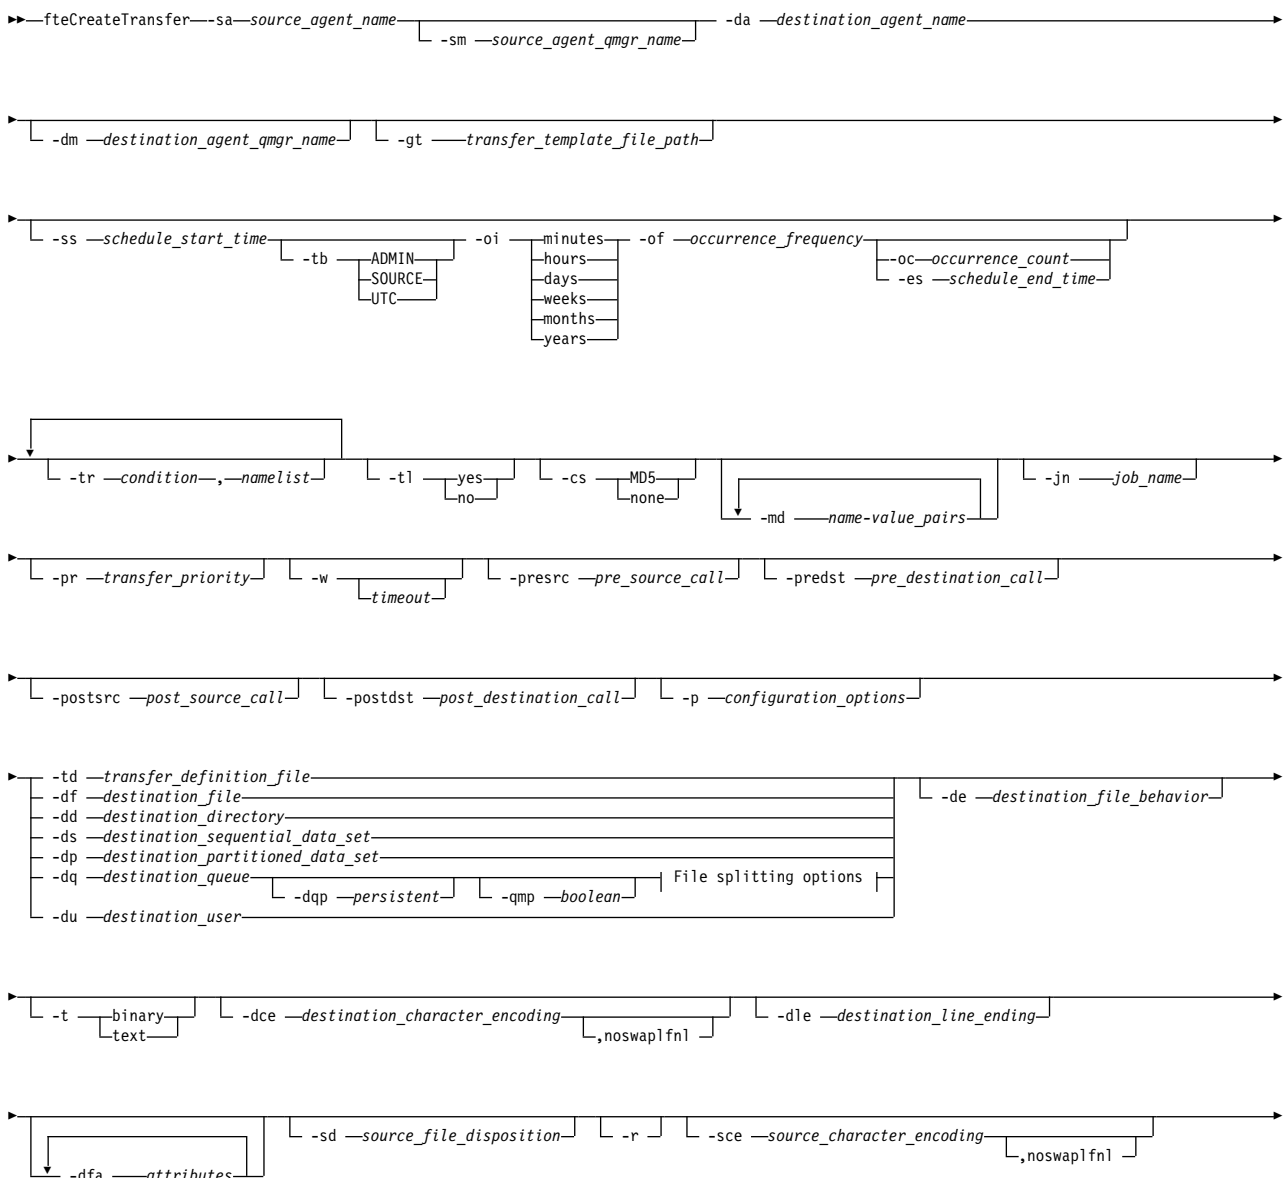 fteCreateTransfer -sa source_agent_name -sm source_agent_qmgr_name -da destination_agent_name
-dm destination_agent_qmgr_name -gt transfer_template_file_path
-ss schedule_start_time -tb ADMIN -oi minutes -of occurrence_frequency -oc occurrence_count
SOURCE hours -es schedule_end_time
UTC days
weeks
months
years
-tr condition , namelist -tl yes -cs MD5 -jn job_name
no none
-md name-value_pairs
-pr transfer_priority -w -presrc pre_source_call -predst pre_destination_call
timeout
-postsrc post_source_call -postdst post_destination_call -p configuration_options
-td transfer_definition_file
-df destination_file -de destination_file_behavior
-dd destination_directory
-ds destination_sequential_data_set
-dp destination_partitioned_data_set
-dq destination_queue -dqp persistent -qmp boolean File splitting options
-du destination_user
-t binary -dce destination_character_encoding -dle destination_line_ending
text ,noswaplfnl
-sd source_file_disposition -r -sce source_character_encoding
,noswaplfnl
-dfa attributes